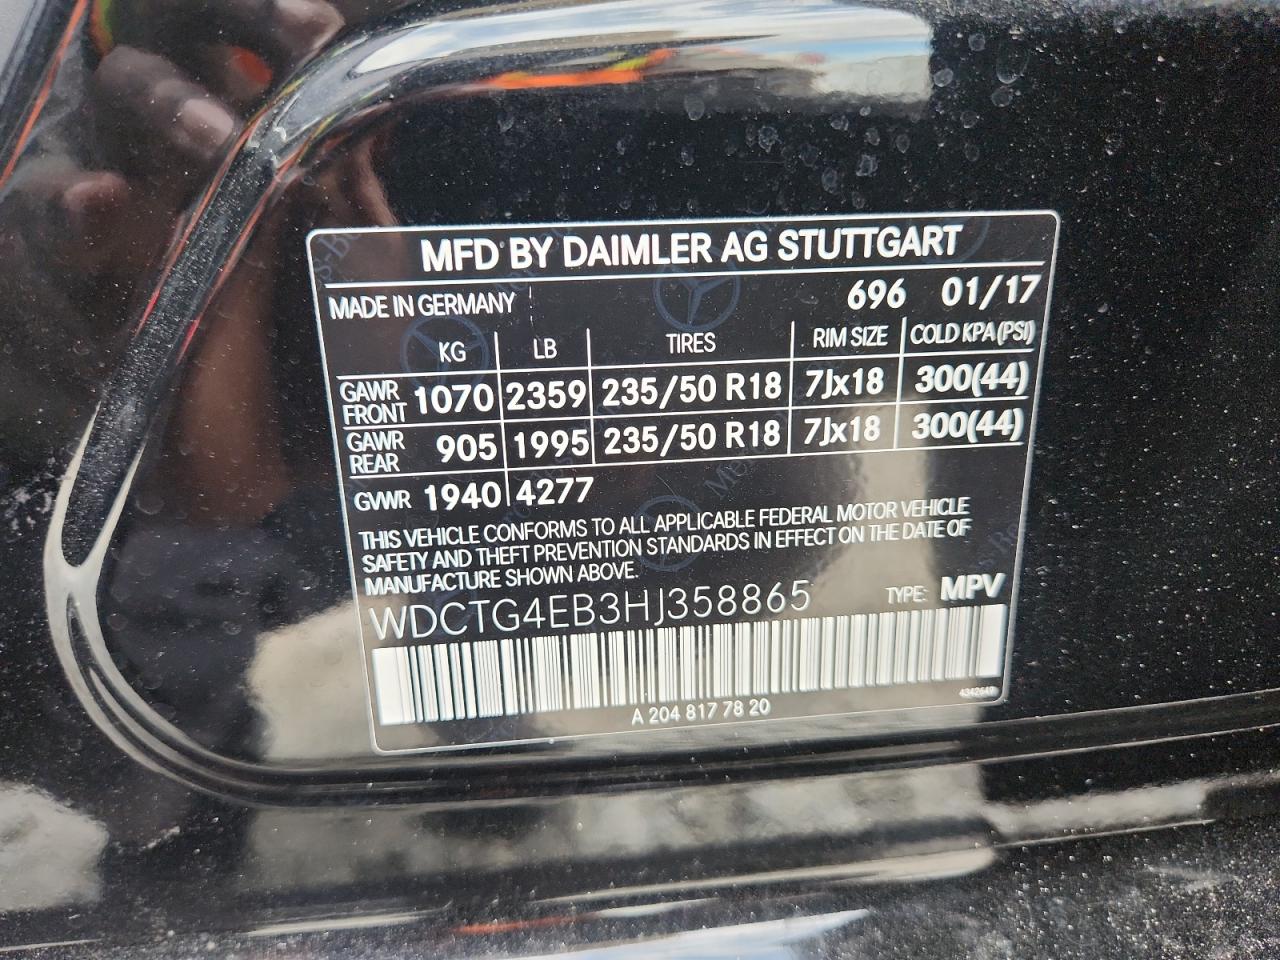 MFD BY DAIMLER AG STUTTGART
MADE IN GERMANY 696 01/17
KG LB TIRES RIM SIZE COLD KPA(PSI)
GAWR FRONT 1070 2359 235/50 R18 7Jx18 300(44)
GAWR REAR 905 1995 235/50 R18 7Jx18 300(44)
GVWR 1940 4277
THIS VEHICLE CONFORMS TO ALL APPLICABLE FEDERAL MOTOR VEHICLE
SAFETY AND THEFT PREVENTION STANDARDS IN EFFECT ON THE DATE OF
MANUFACTURE SHOWN ABOVE.
WDCTG4EB3HJ358865 TYPE: MPV
A 204 817 78 20